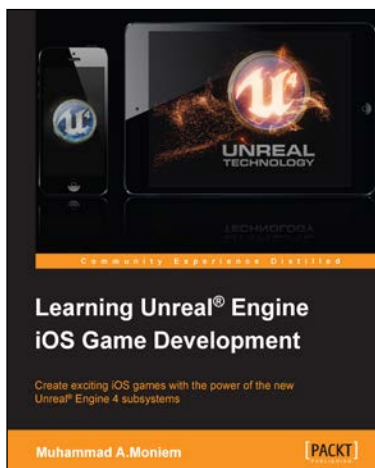 UNREAL
TECHNOLOGY
Community Experience Distilled
Learning Unreal® Engine
iOS Game Development
Create exciting iOS games with the power of the new
Unreal® Engine 4 subsystems
Muhammad A.Moniem
[PACKT]
PUBLISHING